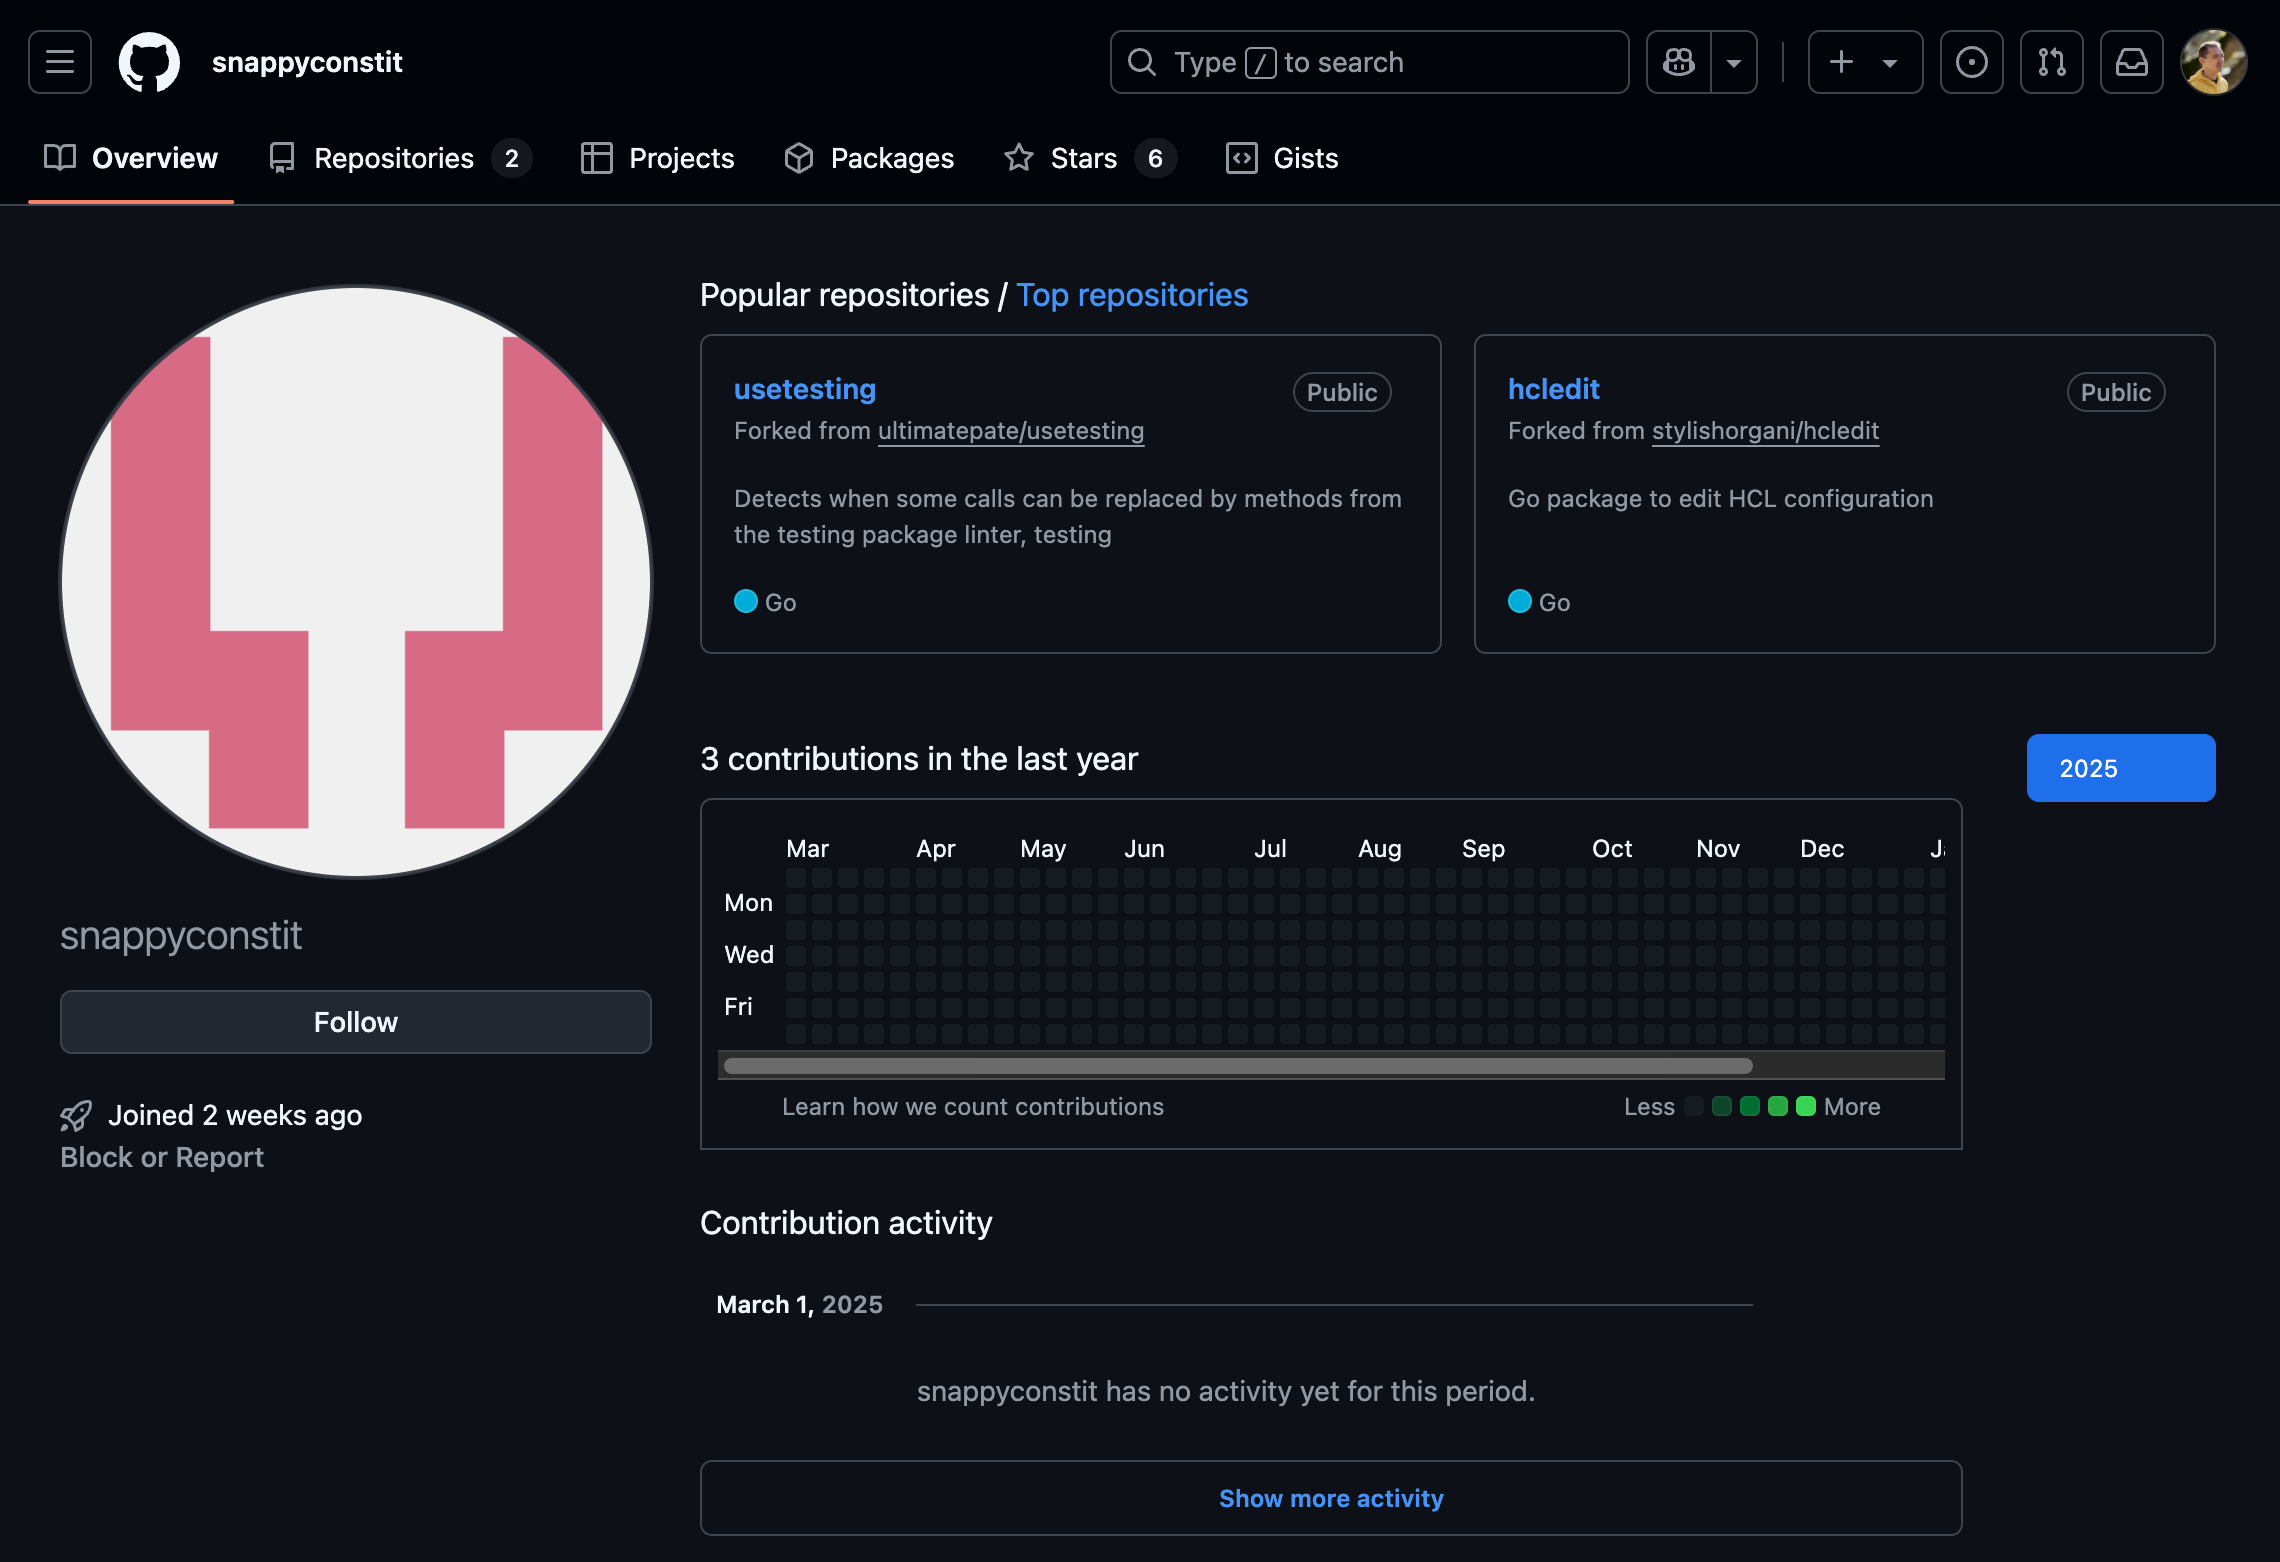 snappyconstit
Type / to search
Overview
Repositories 2
Projects
Packages
Stars 6
Gists
Popular repositories / Top repositories
usetesting
Public
Forked from ultimatepate/usetesting
Detects when some calls can be replaced by methods from
the testing package linter, testing
Go
hcledit
Public
Forked from stylishorgani/hcledit
Go package to edit HCL configuration
Go
snappyconstit
Follow
Joined 2 weeks ago
Block or Report
3 contributions in the last year
2025
Mar Apr May Jun Jul Aug Sep Oct Nov Dec
Mon
Wed
Fri
Learn how we count contributions
Less More
Contribution activity
March 1, 2025
snappyconstit has no activity yet for this period.
Show more activity